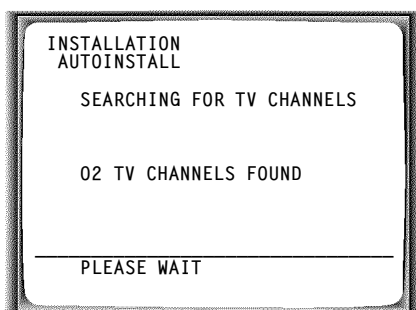 INSTALLATION
AUTOINSTALL
SEARCHING FOR TV CHANNELS
02 TV CHANNELS FOUND
PLEASE WAIT